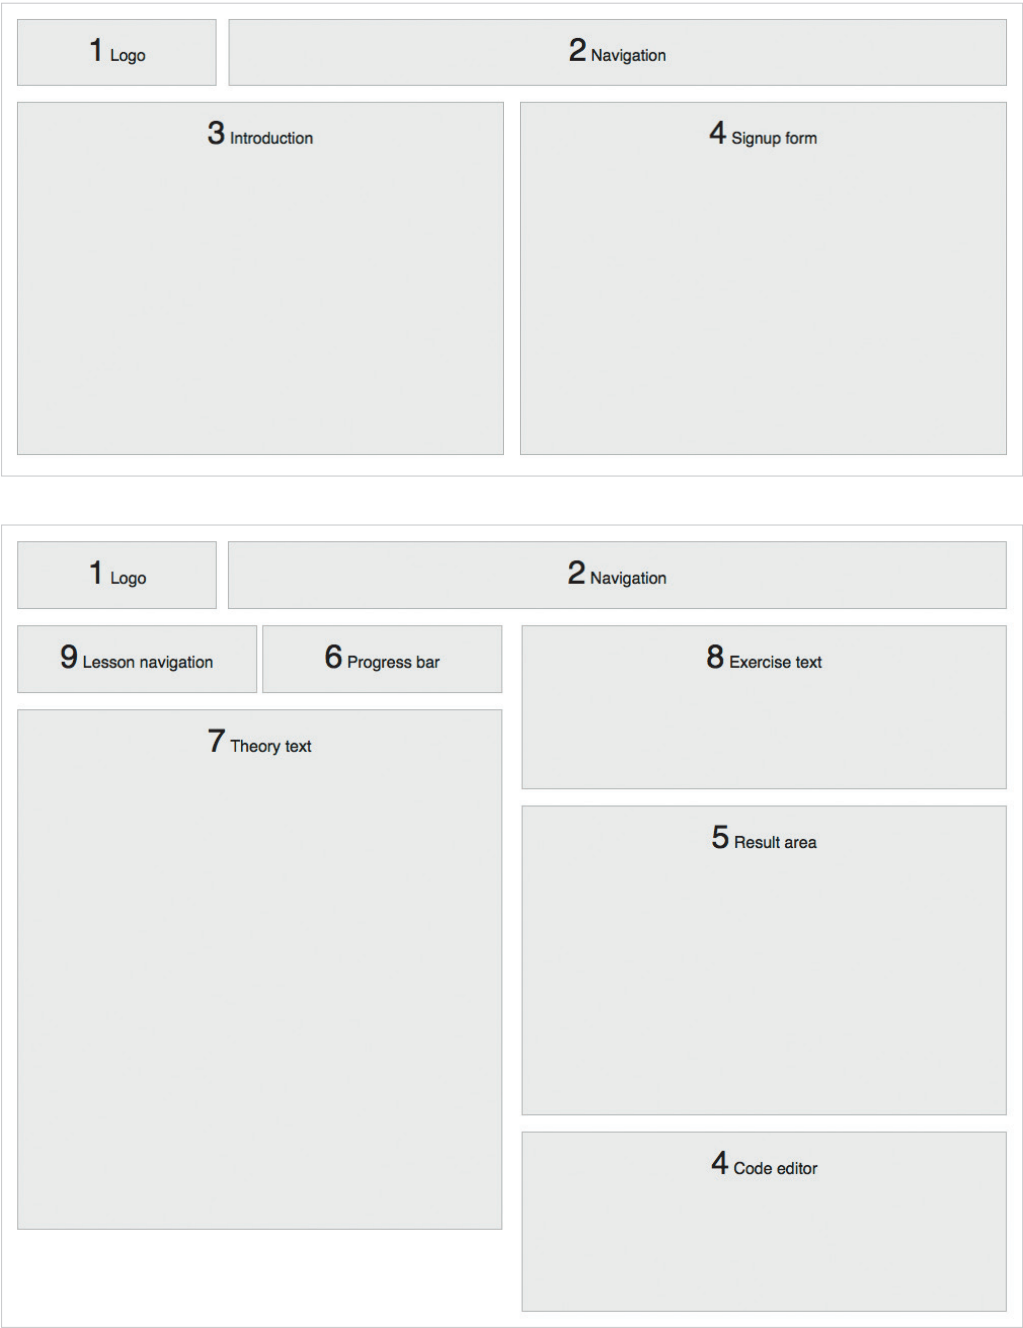 1 Logo
2 Navigation
3 Introduction
4 Signup form
1 Logo
2 Navigation
9 Lesson navigation
6 Progress bar
7 Theory text
8 Exercise text
5 Result area
4 Code editor